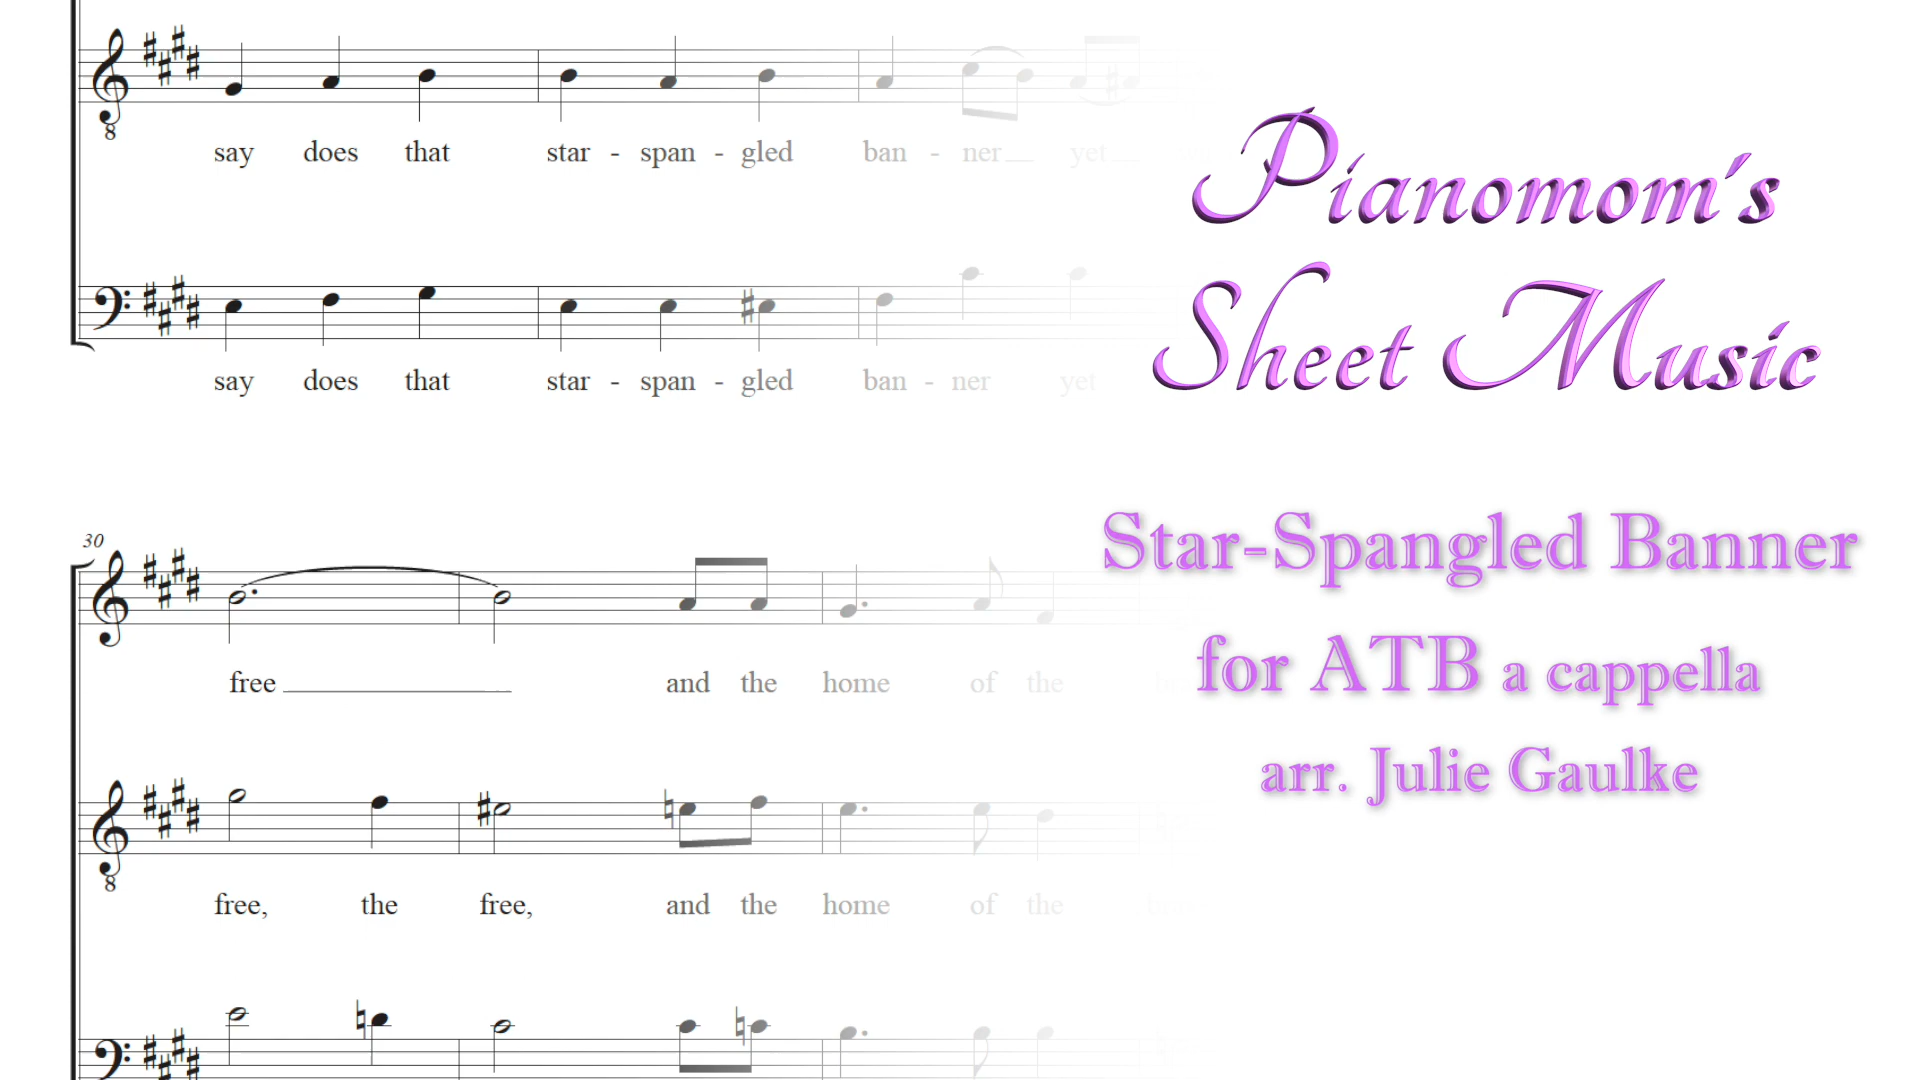 say does that star - span - gled ban - ner yet
say does that star - span - gled ban - ner yet
Pianomom's
Sheet Music
30
free and the home of the
free, the free, and the home of the
Star-Spangled Banner
for ATB a cappella
arr. Julie Gaulke